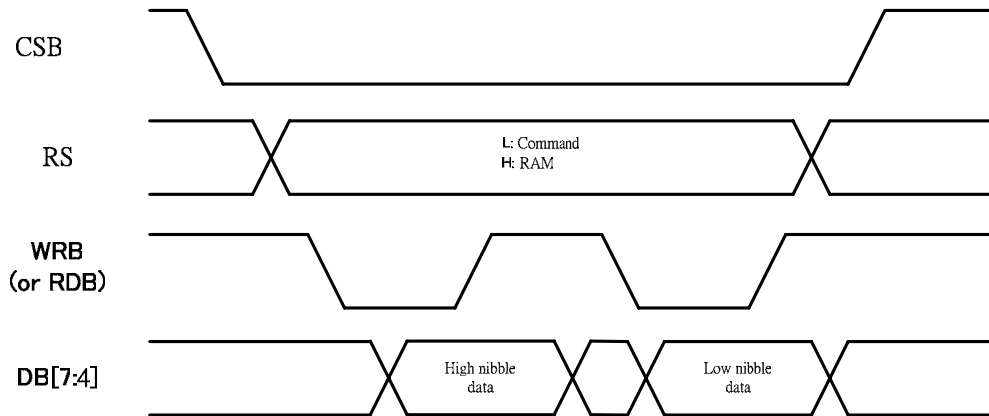 CSB
RS
L: Command
H: RAM
WRB
(or RDB)
DB[7:4]
High nibble
data
Low nibble
data